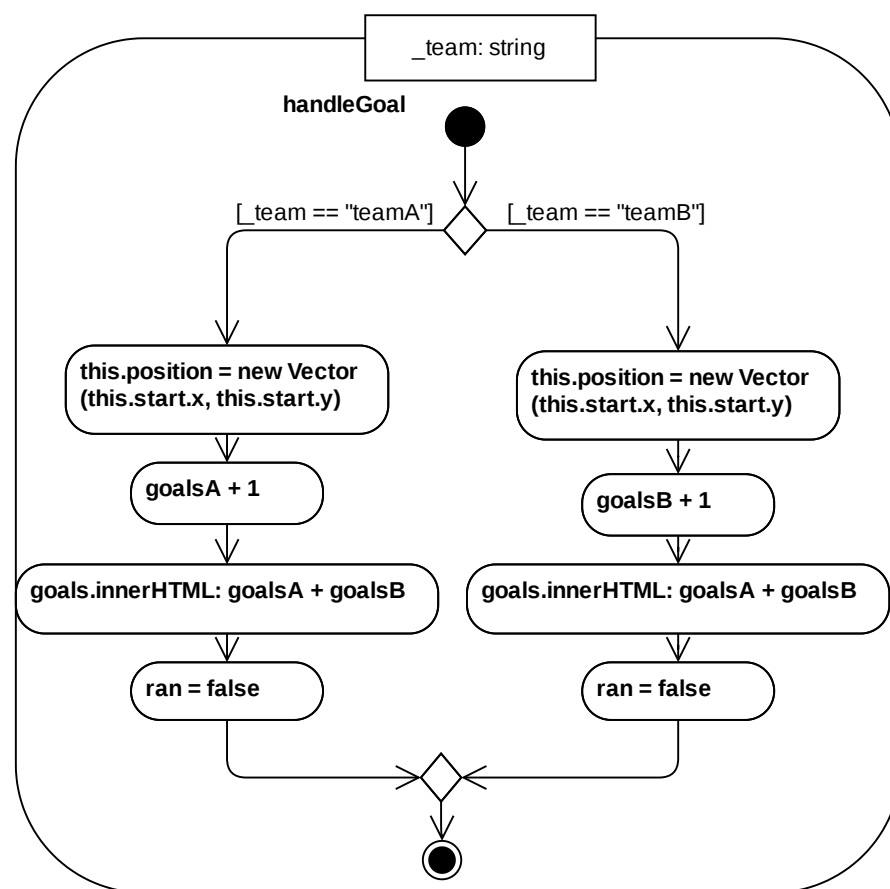 _team: string
handleGoal
[_team == "teamA"]
[_team == "teamB"]
this.position = new Vector
(this.start.x, this.start.y)
goalsA + 1
goals.innerHTML: goalsA + goalsB
ran = false
this.position = new Vector
(this.start.x, this.start.y)
goalsB + 1
goals.innerHTML: goalsA + goalsB
ran = false